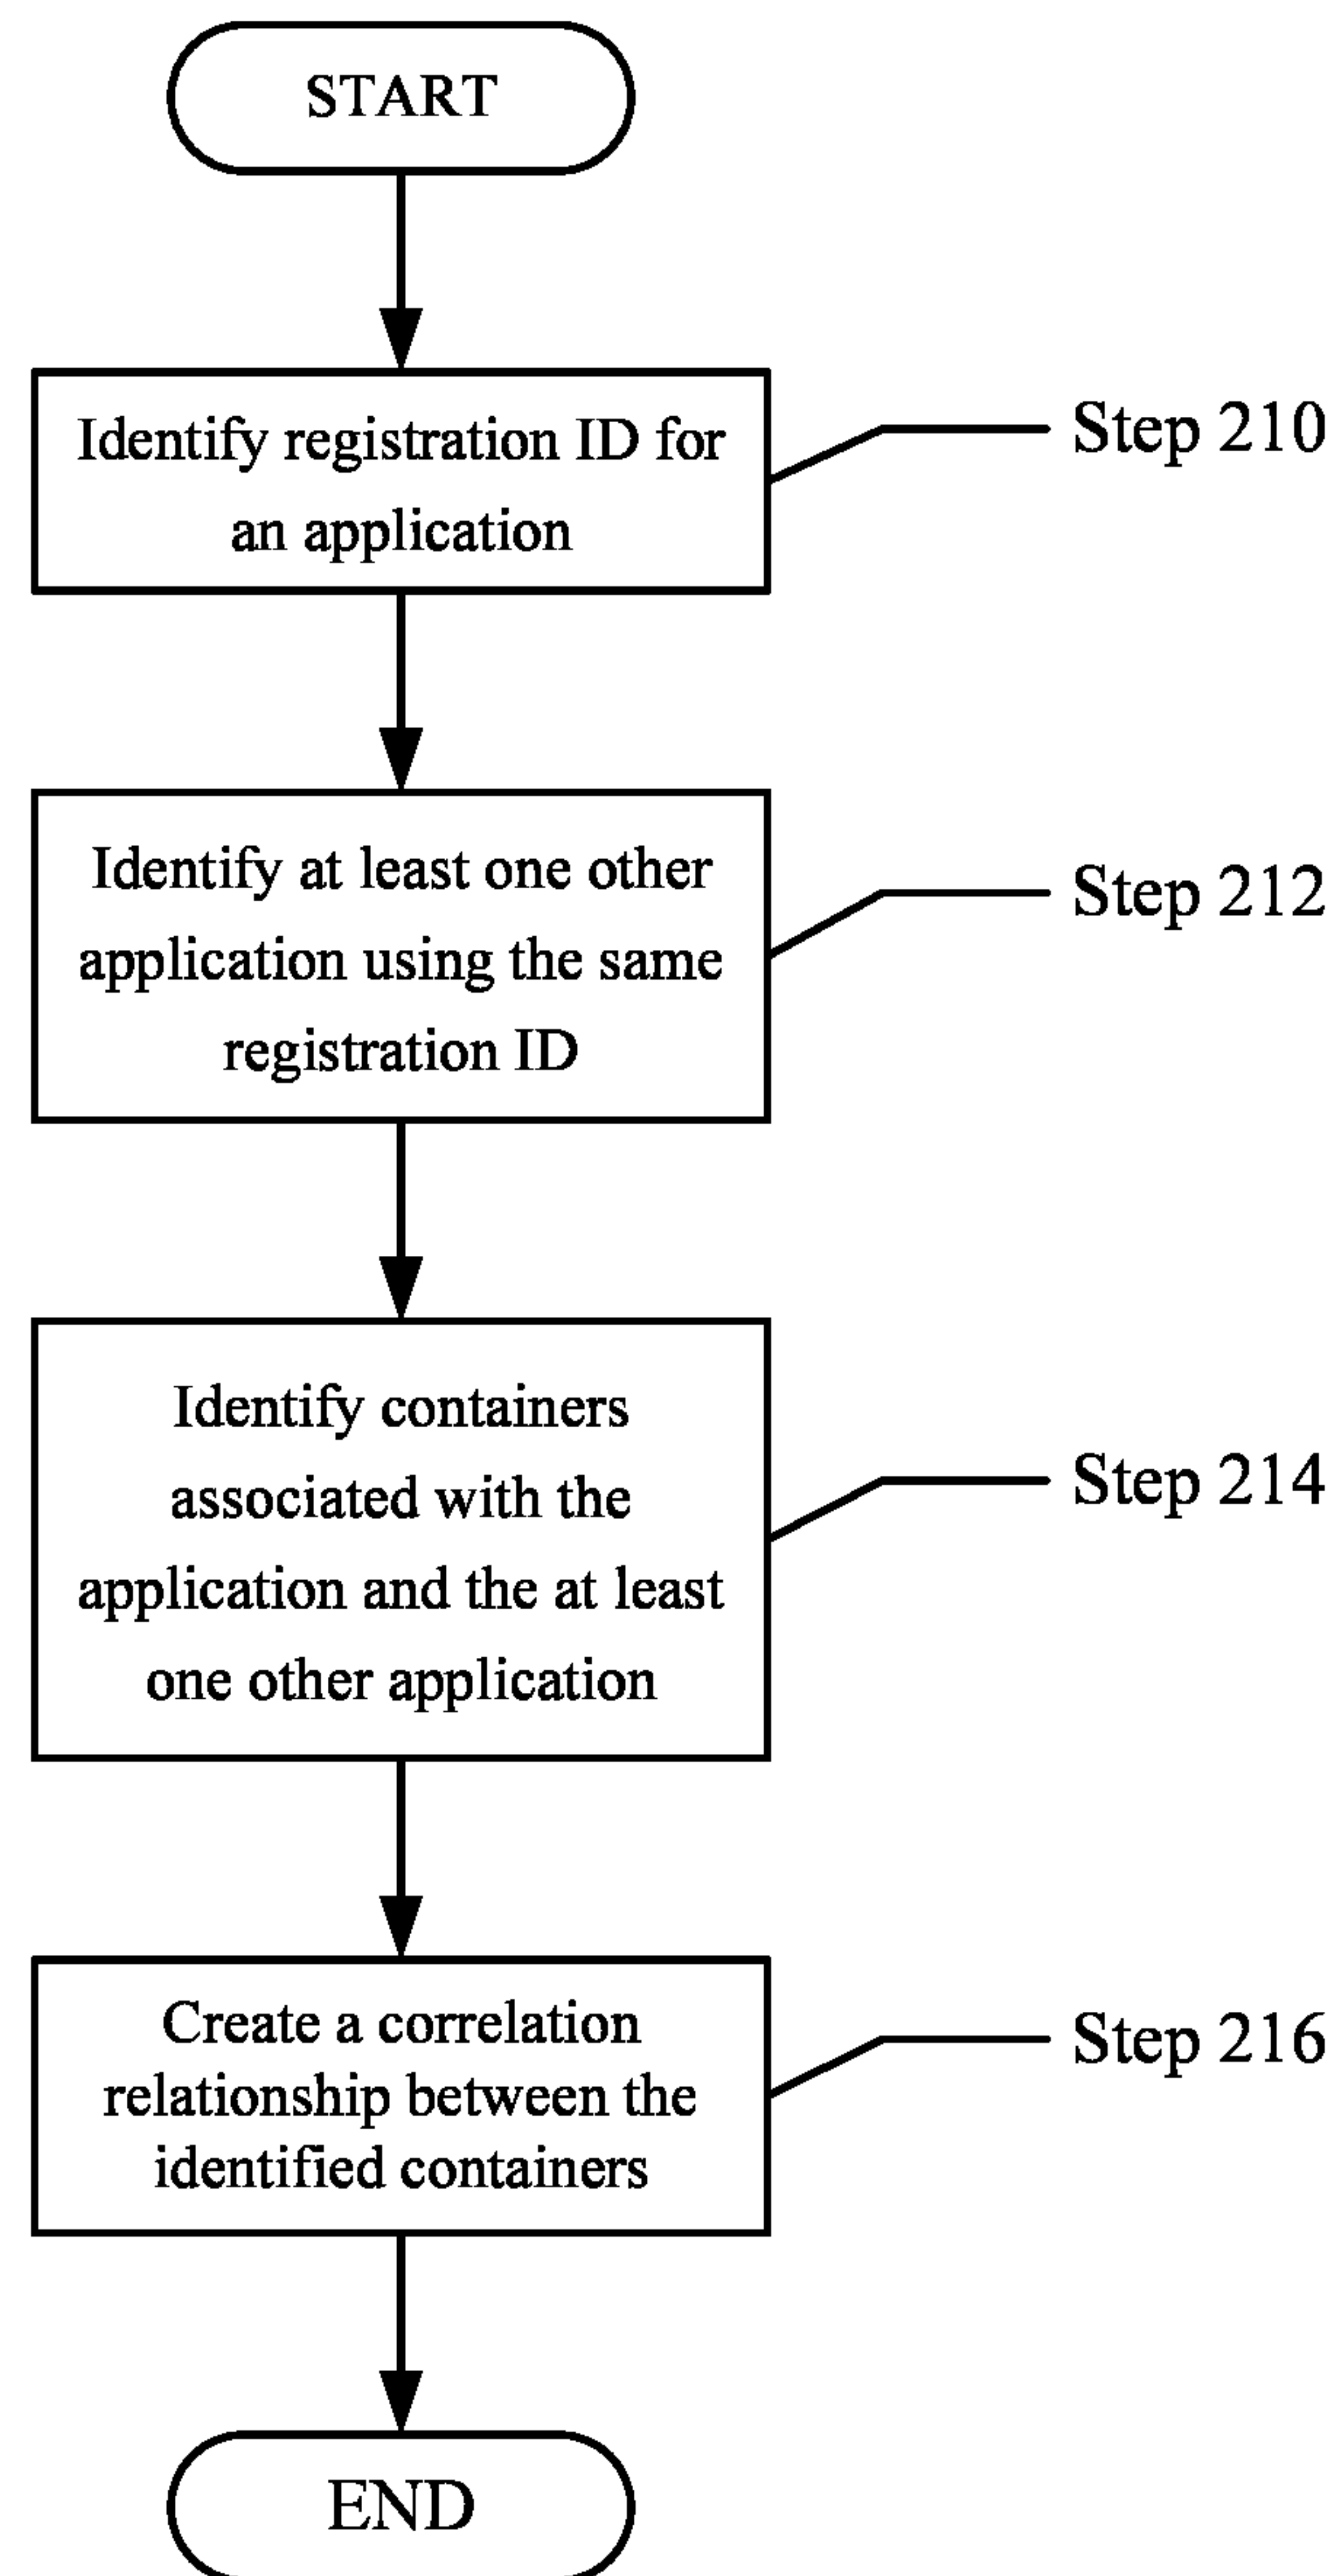 START
Identify registration ID for
an application
Step 210
Identify at least one other
application using the same
registration ID
Step 212
Identify containers
associated with the
application and the at least
one other application
Step 214
Create a correlation
relationship between the
identified containers
Step 216
END